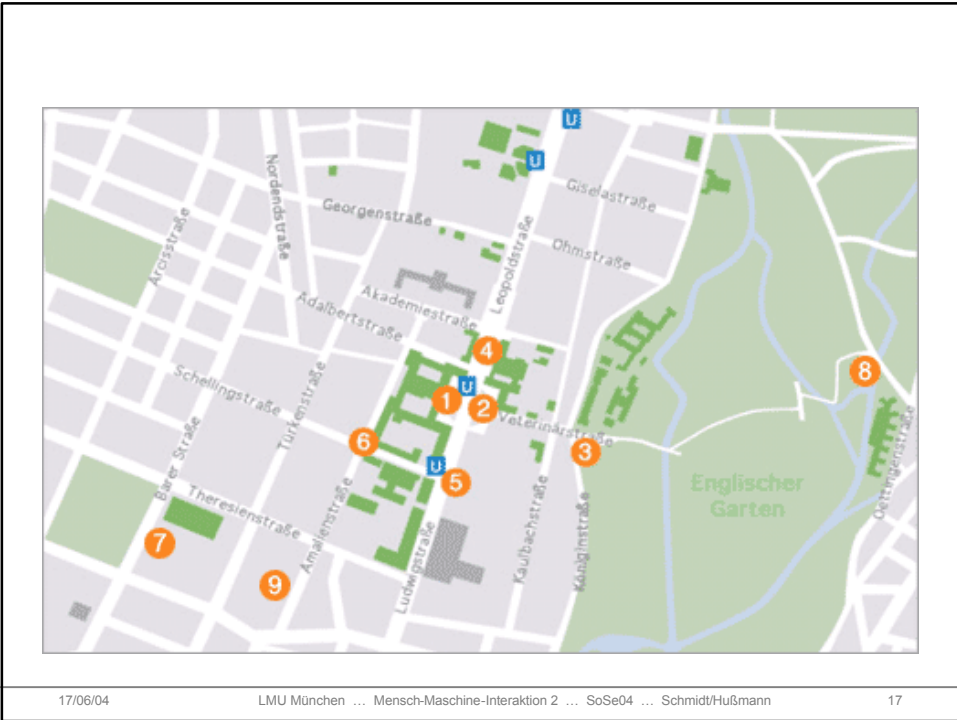 U
U
Giselastraße
Nordendstraße
Georgenstraße
Arcisstraße
Ohmstraße
Leopoldstraße
Akademiestraße
Adalbertstraße
4
8
U
Schellingstraße
1
2
Türkenstraße
Veterinärstraße
6
3
U
5
Barer Straße
Englischer
Garten
Oettingenstraße
Theresienstraße
Amalienstraße
Kaulbachstraße
Königinstraße
7
Ludwigstraße
9
17/06/04 LMU München … Mensch-Maschine-Interaktion 2 … SoSe04 … Schmidt/Hußmann 17